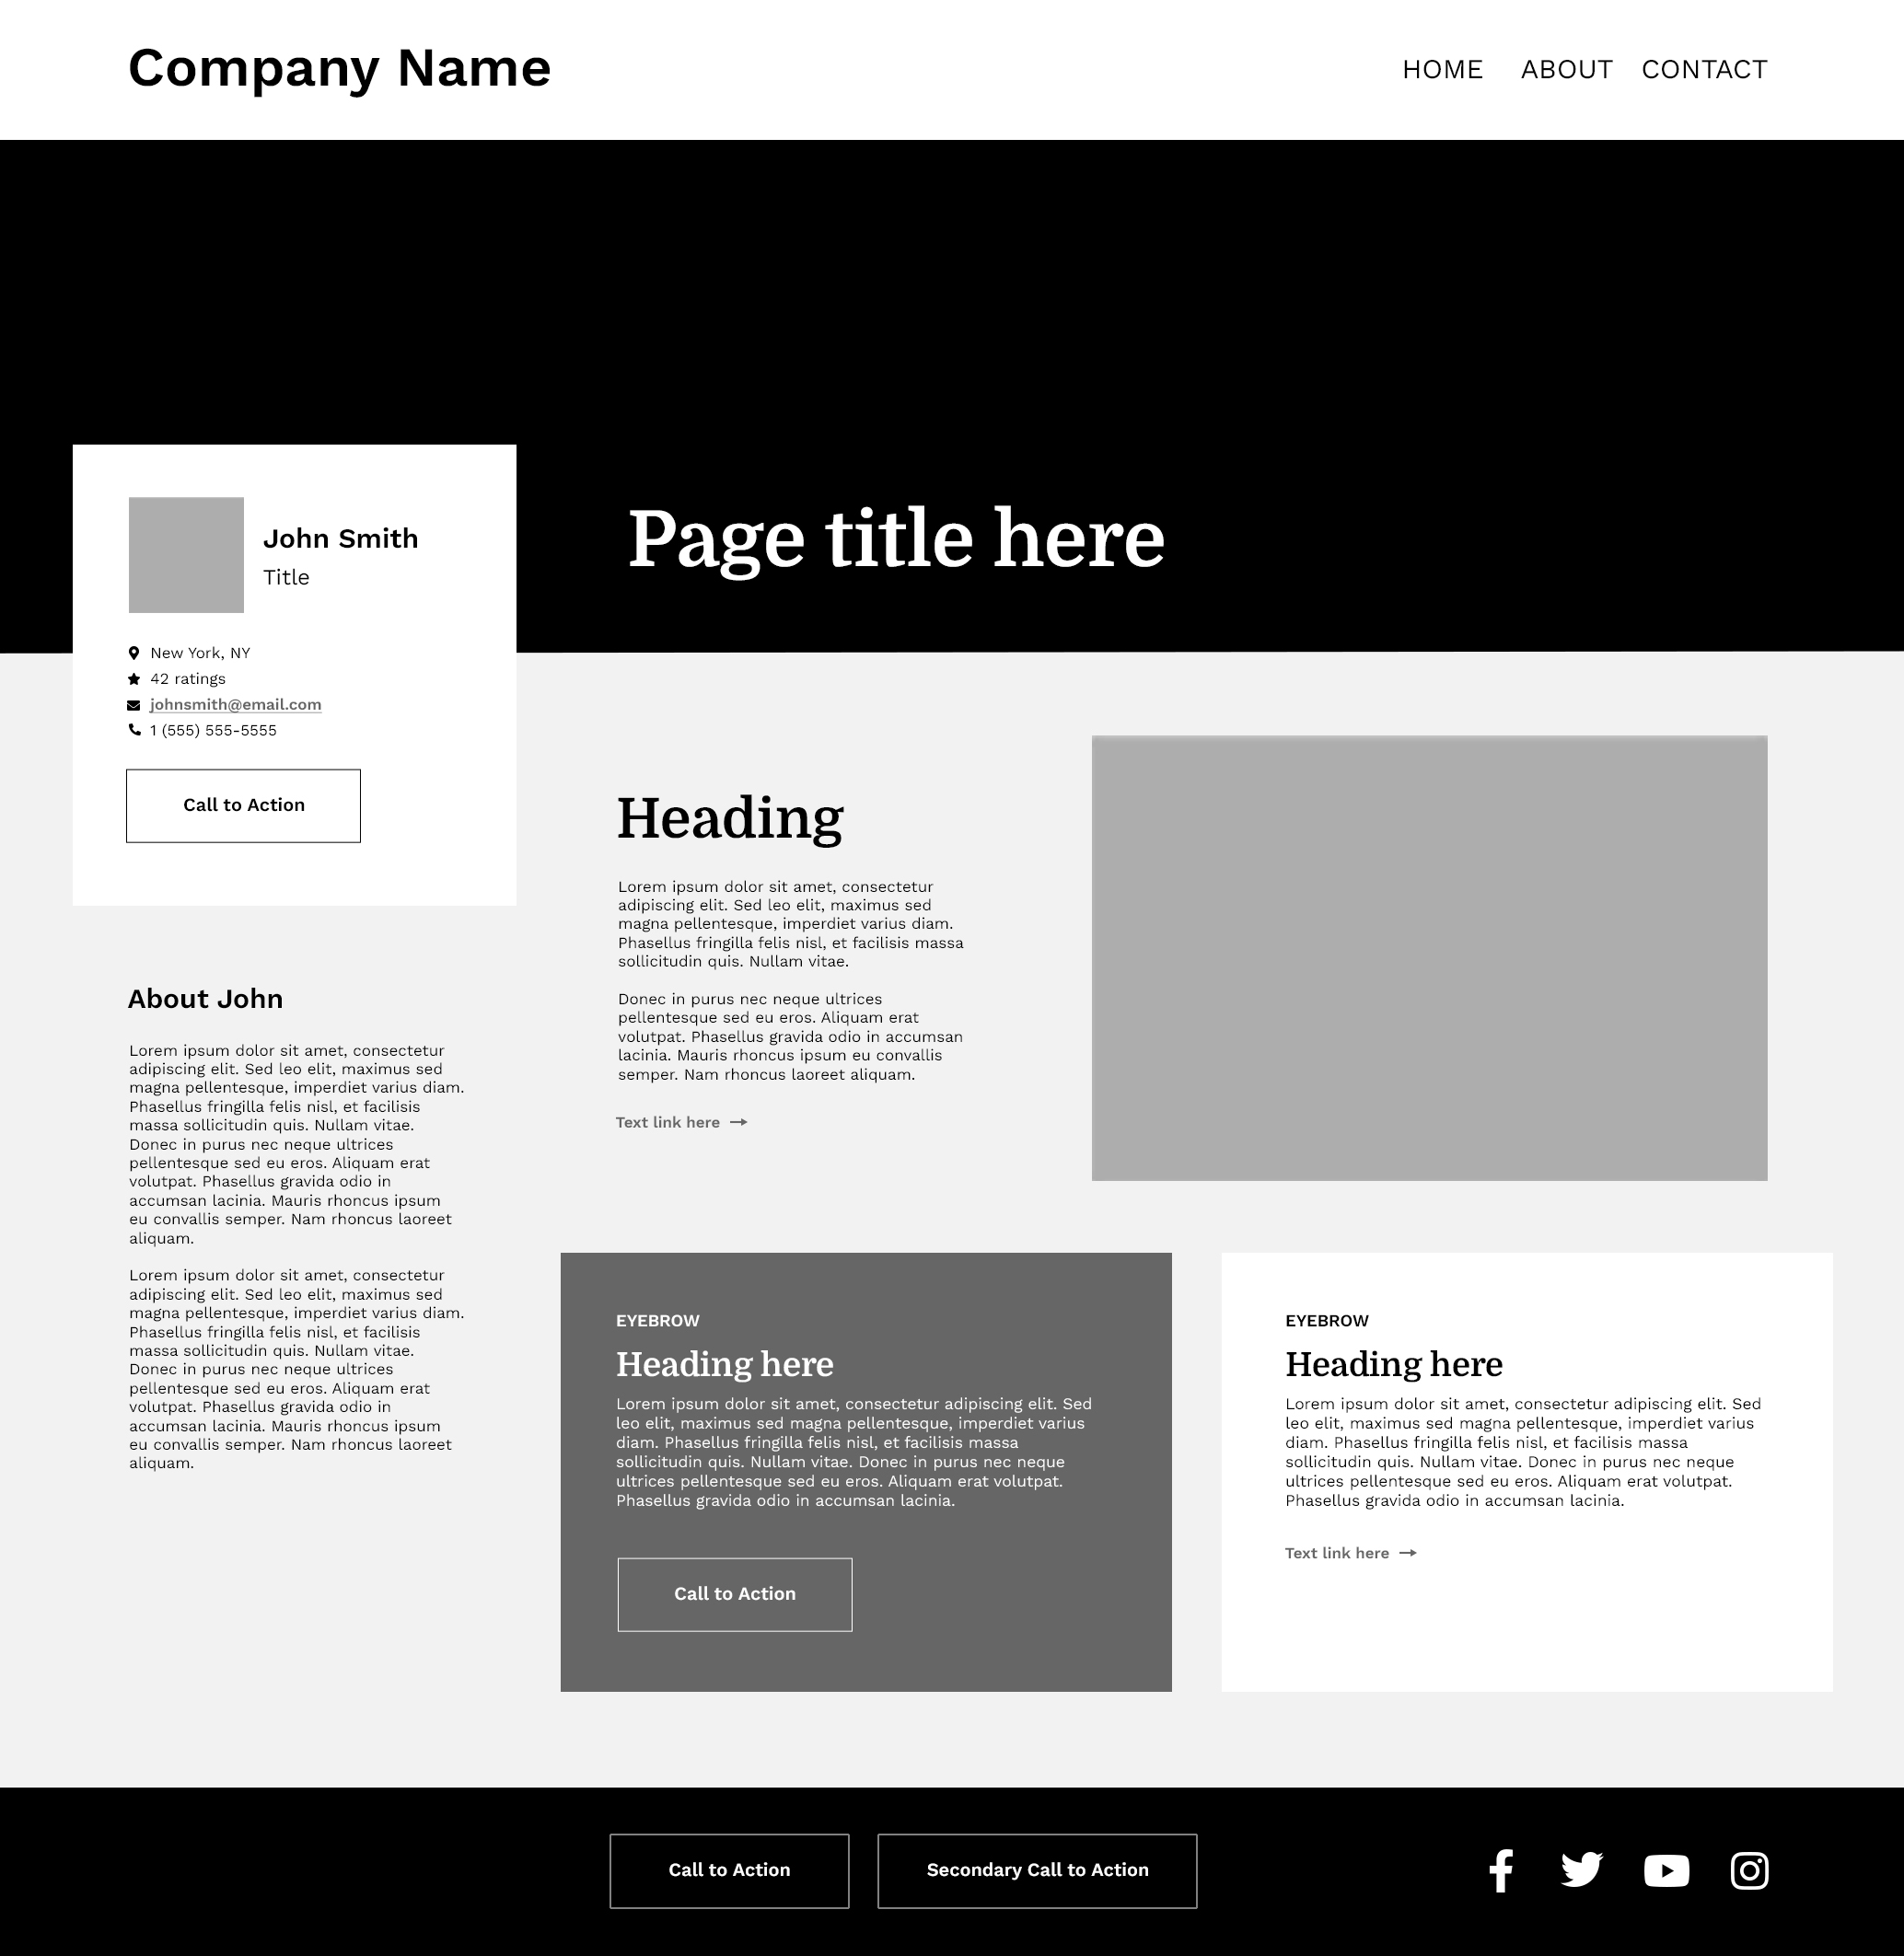 Company Name
HOME ABOUT CONTACT
Page title here
John Smith
Title
New York, NY
42 ratings
johnsmith@email.com
1 (555) 555-5555
Call to Action
About John
Lorem ipsum dolor sit amet, consectetur
adipiscing elit. Sed leo elit, maximus sed
magna pellentesque, imperdiet varius diam.
Phasellus fringilla felis nisl, et facilisis
massa sollicitudin quis. Nullam vitae.
Donec in purus nec neque ultrices
pellentesque sed eu eros. Aliquam erat
volutpat. Phasellus gravida odio in
accumsan lacinia. Mauris rhoncus ipsum
eu convallis semper. Nam rhoncus laoreet
aliquam.
Lorem ipsum dolor sit amet, consectetur
adipiscing elit. Sed leo elit, maximus sed
magna pellentesque, imperdiet varius diam.
Phasellus fringilla felis nisl, et facilisis
massa sollicitudin quis. Nullam vitae.
Donec in purus nec neque ultrices
pellentesque sed eu eros. Aliquam erat
volutpat. Phasellus gravida odio in
accumsan lacinia. Mauris rhoncus ipsum
eu convallis semper. Nam rhoncus laoreet
aliquam.
Heading
Lorem ipsum dolor sit amet, consectetur
adipiscing elit. Sed leo elit, maximus sed
magna pellentesque, imperdiet varius diam.
Phasellus fringilla felis nisl, et facilisis massa
sollicitudin quis. Nullam vitae.
Donec in purus nec neque ultrices
pellentesque sed eu eros. Aliquam erat
volutpat. Phasellus gravida odio in accumsan
lacinia. Mauris rhoncus ipsum eu convallis
semper. Nam rhoncus laoreet aliquam.
Text link here
EYEBROW
Heading here
Lorem ipsum dolor sit amet, consectetur adipiscing elit. Sed
leo elit, maximus sed magna pellentesque, imperdiet varius
diam. Phasellus fringilla felis nisl, et facilisis massa
sollicitudin quis. Nullam vitae. Donec in purus nec neque
ultrices pellentesque sed eu eros. Aliquam erat volutpat.
Phasellus gravida odio in accumsan lacinia.
Call to Action
EYEBROW
Heading here
Lorem ipsum dolor sit amet, consectetur adipiscing elit. Sed
leo elit, maximus sed magna pellentesque, imperdiet varius
diam. Phasellus fringilla felis nisl, et facilisis massa
sollicitudin quis. Nullam vitae. Donec in purus nec neque
ultrices pellentesque sed eu eros. Aliquam erat volutpat.
Phasellus gravida odio in accumsan lacinia.
Text link here
Call to Action
Secondary Call to Action